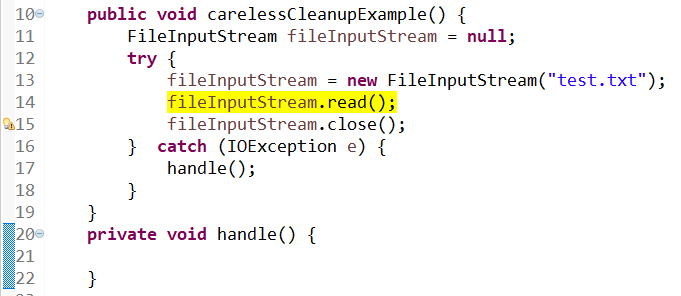 10 public void carelessCleanupExample() {
11 FileInputStream fileInputStream = null;
12 try {
13 fileInputStream = new FileInputStream("test.txt");
14 fileInputStream.read();
15 fileInputStream.close();
16 } catch (IOException e) {
17 handle();
18 }
19 }
20 private void handle() {
21
22 }